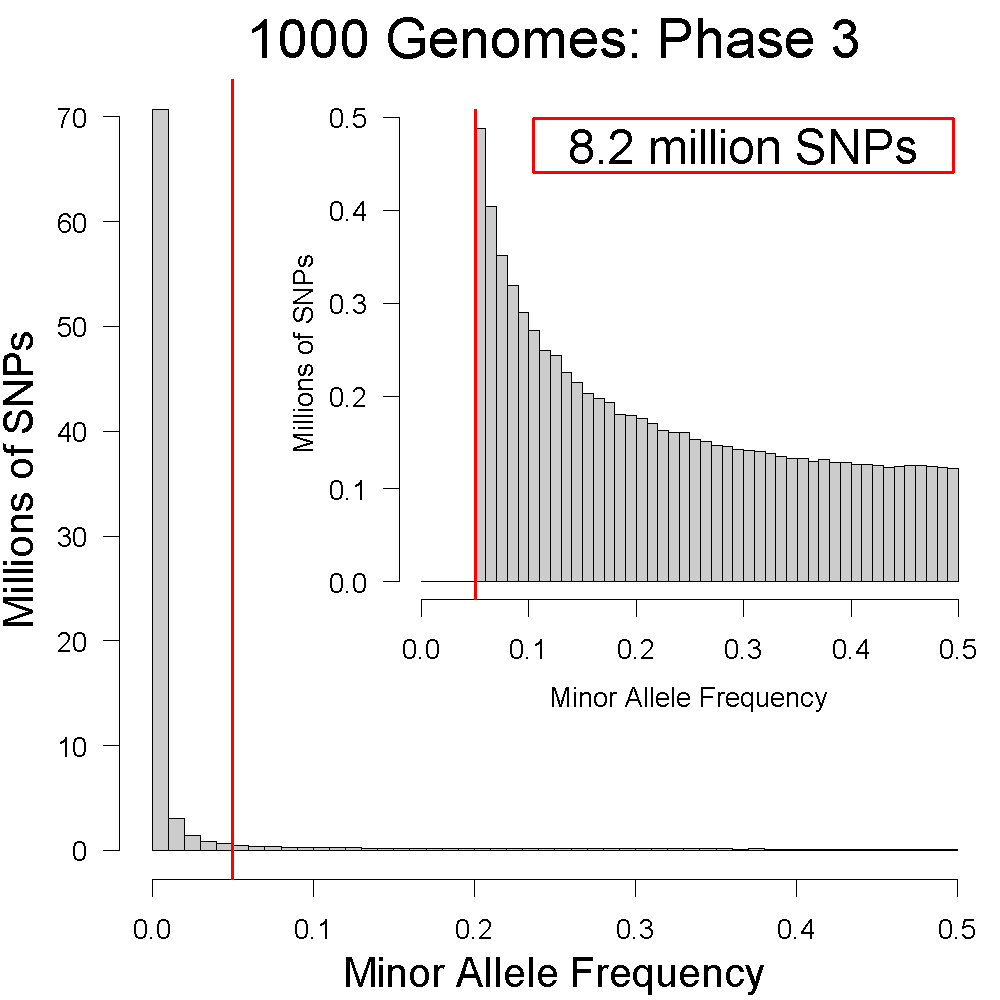 1000 Genomes: Phase 3
8.2 million SNPs
Millions of SNPs
70
60
50
40
30
20
10
0
0.0 0.1 0.2 0.3 0.4 0.5
Minor Allele Frequency
Millions of SNPs
0.5
0.4
0.3
0.2
0.1
0.0
0.0 0.1 0.2 0.3 0.4 0.5
Minor Allele Frequency